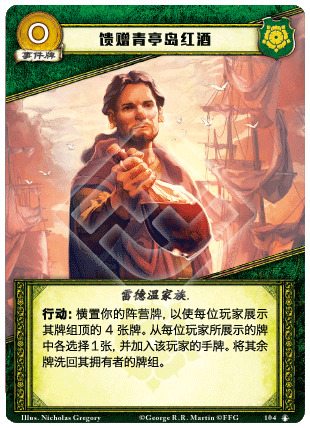 馈赠青亭岛红酒
0
事件牌
雷德温家族.
行动: 横置你的阵营牌, 以使每位玩家展示
其牌组顶的 4 张牌。从每位玩家所展示的牌
中各选择1张, 并加入该玩家的手牌。将其余
牌洗回其拥有者的牌组。
Illus. Nicholas Gregory ©George R.R. Martin ©FFG 104